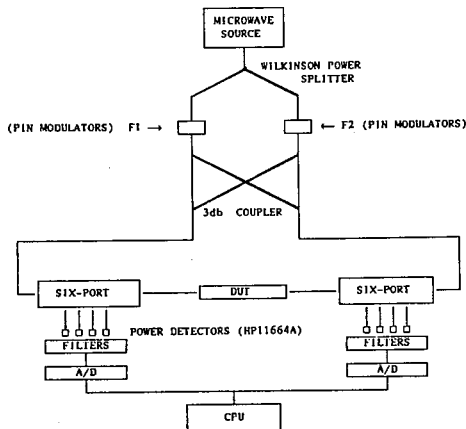 MICROWAVE
SOURCE
WILKINSON POWER
SPLITTER
(PIN MODULATORS) F1 →
← F2 (PIN MODULATORS)
3db COUPLER
SIX-PORT
DUT
SIX-PORT
POWER DETECTORS (HP11664A)
FILTERS
FILTERS
A/D
A/D
CPU